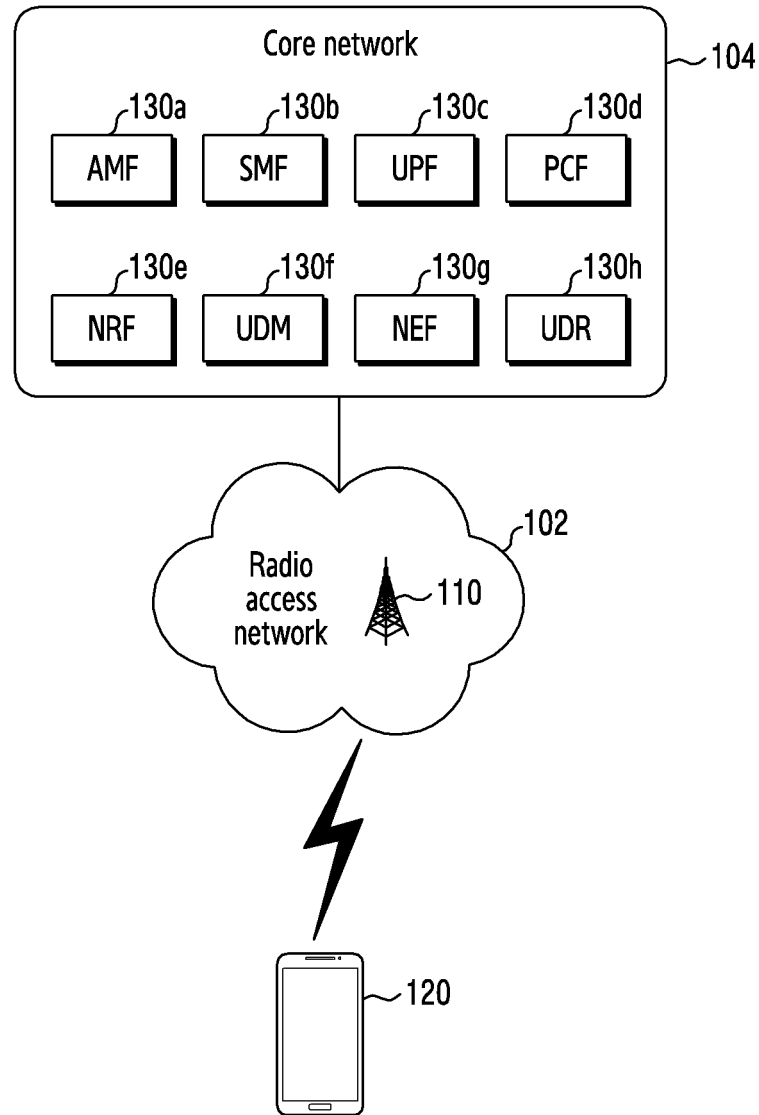 Core network
104
130a
130b
130c
130d
AMF
SMF
UPF
PCF
130e
130f
130g
130h
NRF
UDM
NEF
UDR
102
Radio
access
network
110
120